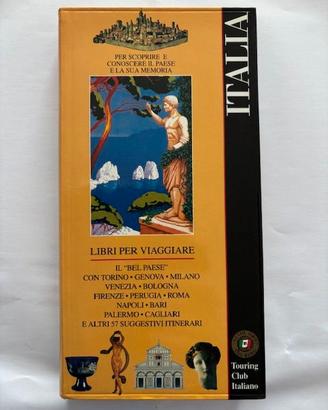 PER SCOPRIRE E
CONOSCERE IL PAESE
E LA SUA MEMORIA
ITALIA
LIBRI PER VIAGGIARE
IL "BEL PAESE"
CON TORINO • GENOVA • MILANO
VENEZIA • BOLOGNA
FIRENZE • PERUGIA • ROMA
NAPOLI • BARI
PALERMO • CAGLIARI
E ALTRI 57 SUGGESTIVI ITINERARI
Touring
Club
Italiano